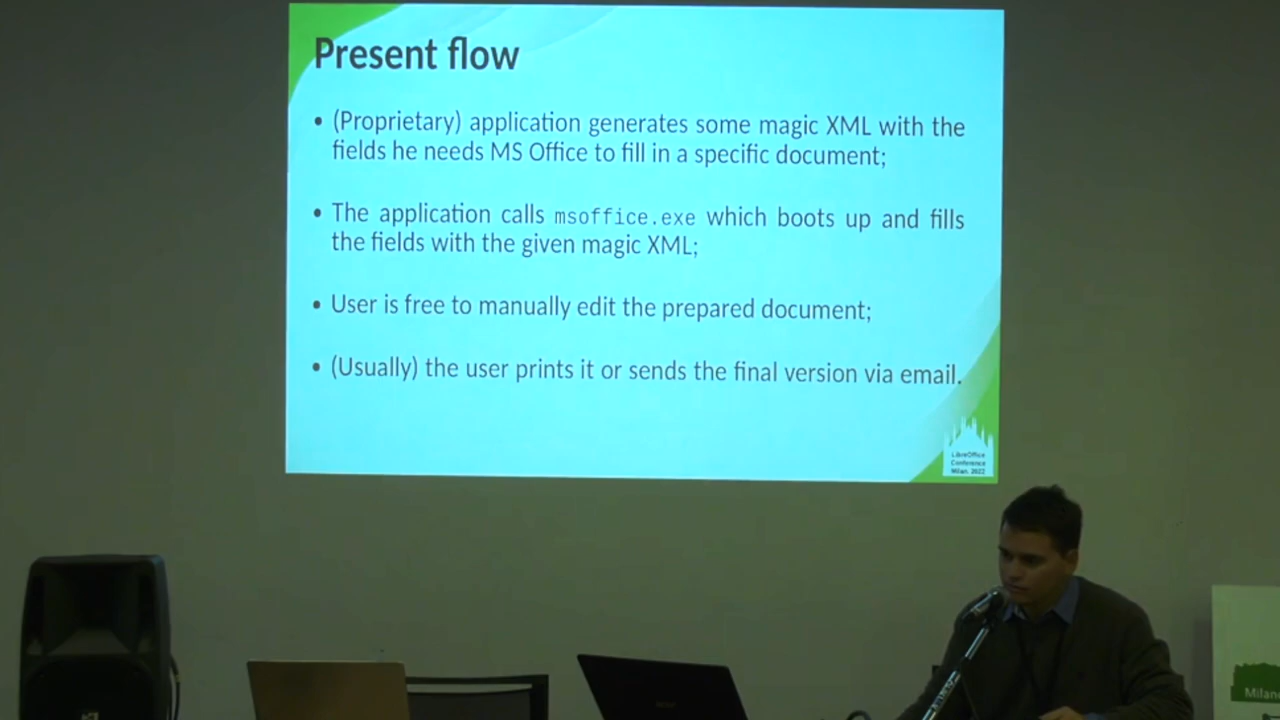 Present flow
• (Proprietary) application generates some magic XML with the
fields he needs MS Office to fill in a specific document;
• The application calls msoffice.exe which boots up and fills
the fields with the given magic XML;
• User is free to manually edit the prepared document;
• (Usually) the user prints it or sends the final version via email.
LibreOffice
Conference
Milan, 2022